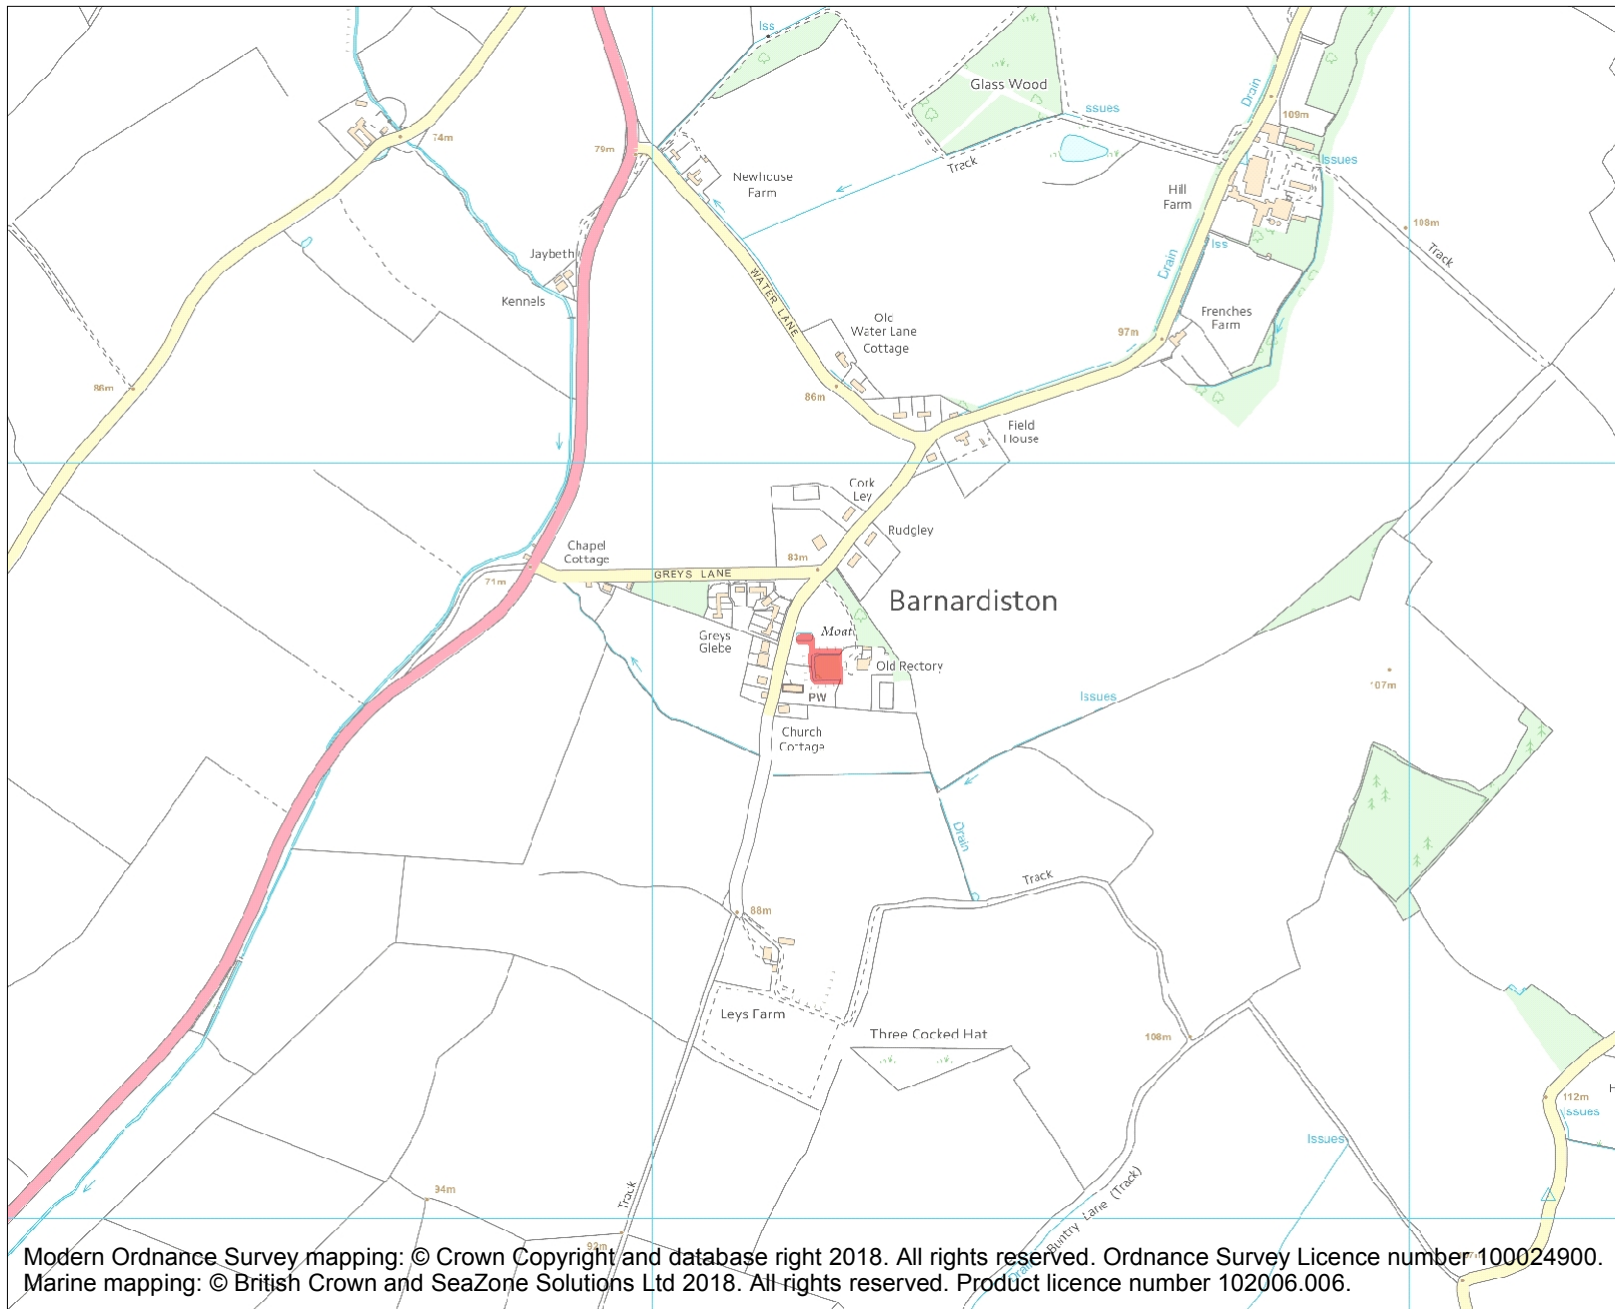 Iss
Glass Wood
Issues
Drain
109m
74m
79m
Track
Issues
Newhouse
Farm
Hill
Farm
108m
Track
Iss
Jaybeth
Drain
Kennels
WATER LANE
Frenches
Farm
Old
Water Lane
Cottage
97m
86m
86m
Field
House
Cork
Ley
Rudgley
Chapel
Cottage
83m
GREYS LANE
71m
Barnardiston
Moat
Greys
Glebe
Old Rectory
107m
PW
Issues
Church
Cottage
Drain
Track
88m
Leys Farm
Three Cocked Hat
108m
112m
H
Issues
Issues
94m
Track
Buntry Lane (Track)
92m
Drain
Modern Ordnance Survey mapping: © Crown Copyright and database right 2018. All rights reserved. Ordnance Survey Licence number 100024900.
Marine mapping: © British Crown and SeaZone Solutions Ltd 2018. All rights reserved. Product licence number 102006.006.